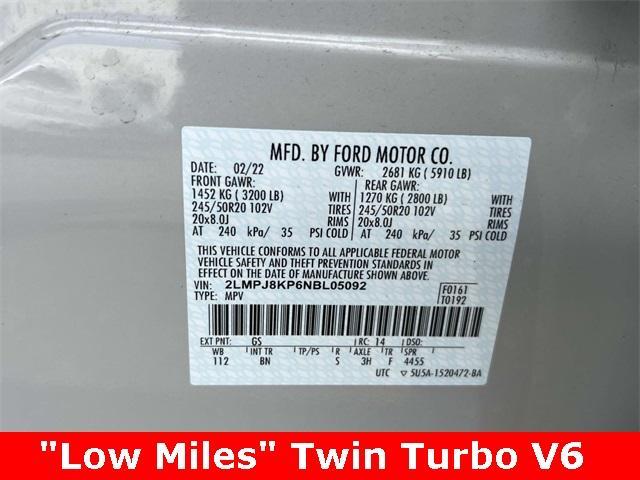 MFD. BY FORD MOTOR CO.
DATE: 02/22 GVWR: 2681 KG ( 5910 LB)
FRONT GAWR: REAR GAWR:
1452 KG ( 3200 LB) 1270 KG ( 2800 LB)
245/50R20 102V TIRES 245/50R20 102V TIRES
20x8.0J RIMS 20x8.0J RIMS
AT 240 kPa/ 35 PSI COLD AT 240 kPa/ 35 PSI COLD
THIS VEHICLE CONFORMS TO ALL APPLICABLE FEDERAL MOTOR
VEHICLE SAFETY AND THEFT PREVENTION STANDARDS IN
EFFECT ON THE DATE OF MANUFACTURE SHOWN ABOVE.
VIN: 2LMPJ8KP6NBL05092 F0161
TYPE: MPV T0192
EXT PNT: GS RC: 14 DSO:
WB INT TR TP/PS R AXLE TR SPR
112 BN S 3H F 4455
UTC 5U5A-1520472-BA
"Low Miles" Twin Turbo V6